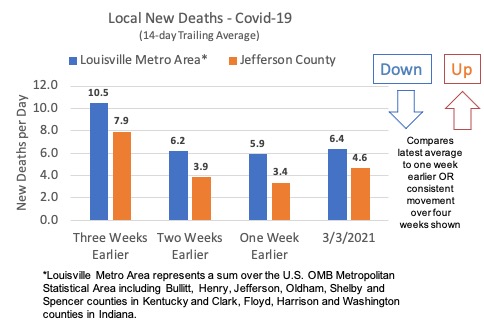 Local New Deaths - Covid-19
(14-day Trailing Average)
Louisville Metro Area* Jefferson County
Down Up
12.0
10.0
8.0
6.0
4.0
2.0
0.0
New Deaths per Day
10.5
7.9
6.2
3.9
5.9
3.4
6.4
4.6
Three Weeks
Earlier
Two Weeks
Earlier
One Week
Earlier
3/3/2021
Compares
latest average
to one week
earlier OR
consistent
movement
over four
weeks shown
*Louisville Metro Area represents a sum over the U.S. OMB Metropolitan
Statistical Area including Bullitt, Henry, Jefferson, Oldham, Shelby and
Spencer counties in Kentucky and Clark, Floyd, Harrison and Washington
counties in Indiana.